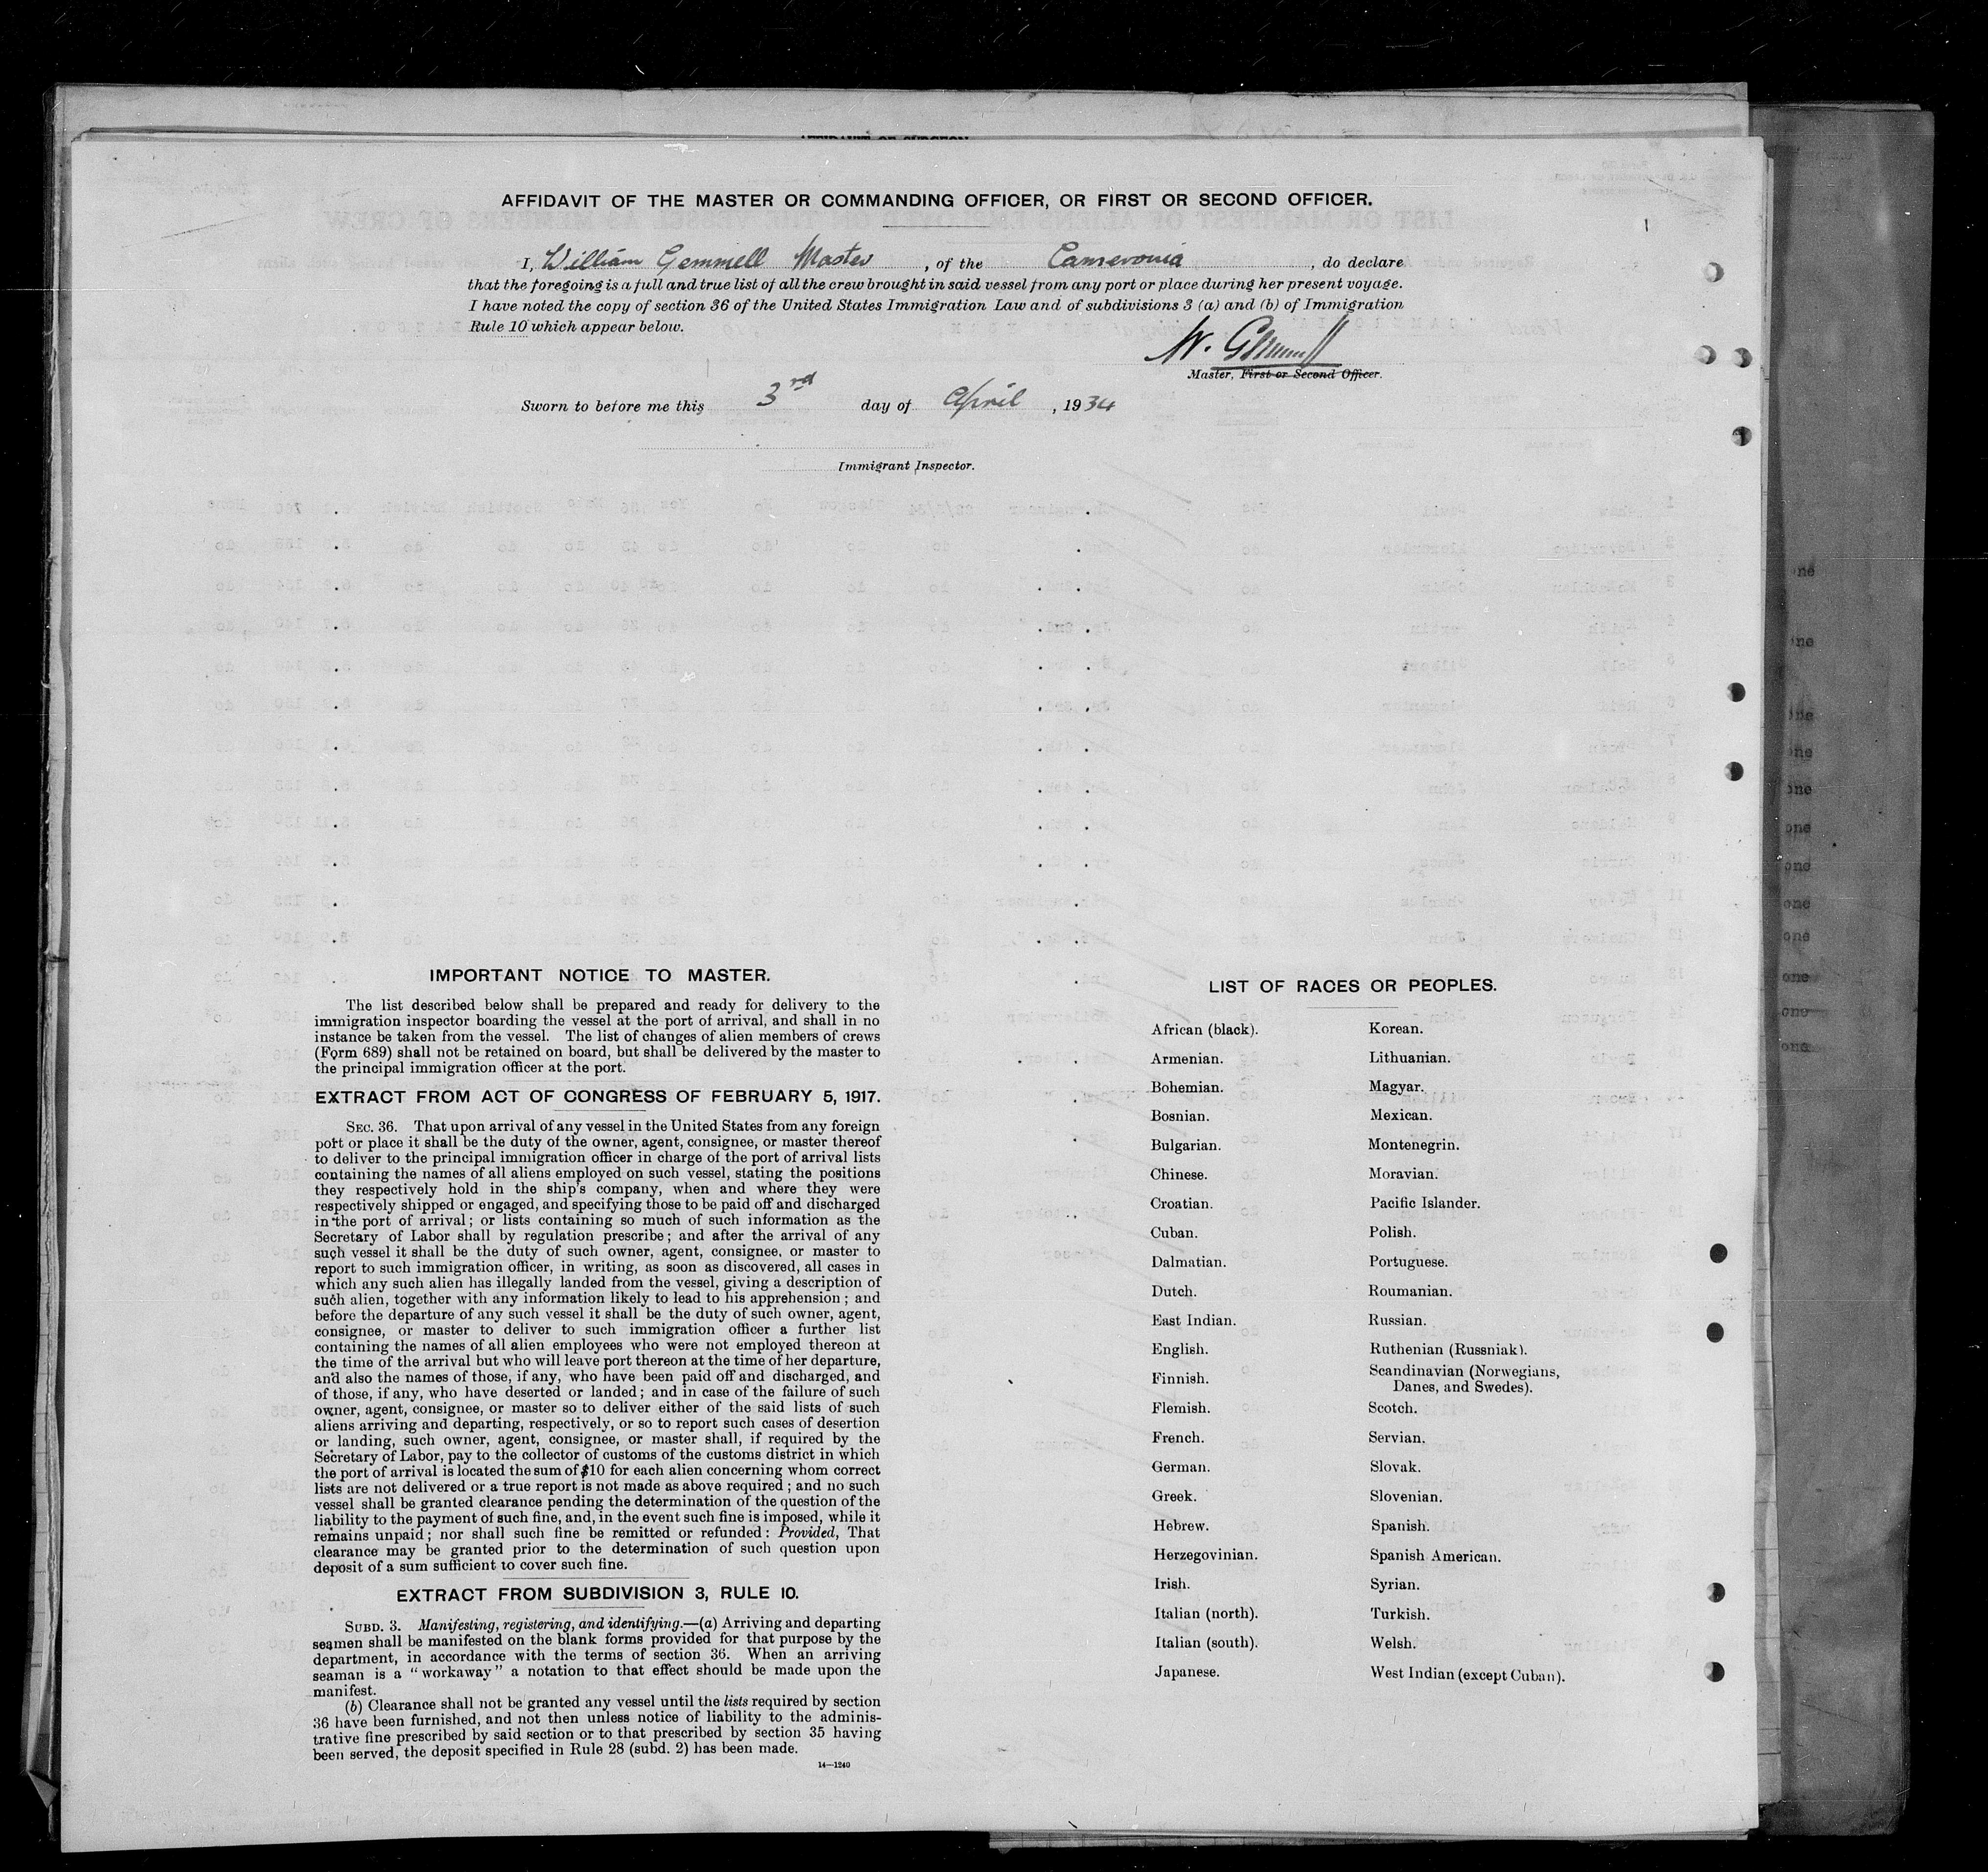 AFFIDAVIT OF THE MASTER OR COMMANDING OFFICER, OR FIRST OR SECOND OFFICER.
I, William Gemmell Master, of the Cameronia, do declare
that the foregoing is a full and true list of all the crew brought in said vessel from any port or place during her present voyage.
I have noted the copy of section 36 of the United States Immigration Law and of subdivisions 3 (a) and (b) of Immigration
Rule 10 which appear below.
W. Gemmell
Master, First or Second Officer.
Sworn to before me this 3rd day of April, 1934
Immigrant Inspector.
IMPORTANT NOTICE TO MASTER.
The list described below shall be prepared and ready for delivery to the
immigration inspector boarding the vessel at the port of arrival, and shall in no
instance be taken from the vessel. The list of changes of alien members of crews
(Form 689) shall not be retained on board, but shall be delivered by the master to
the principal immigration officer at the port.
EXTRACT FROM ACT OF CONGRESS OF FEBRUARY 5, 1917.
SEC. 36. That upon arrival of any vessel in the United States from any foreign
port or place it shall be the duty of the owner, agent, consignee, or master thereof
to deliver to the principal immigration officer in charge of the port of arrival lists
containing the names of all aliens employed on such vessel, stating the positions
they respectively hold in the ship's company, when and where they were
respectively shipped or engaged, and specifying those to be paid off and discharged
in the port of arrival; or lists containing so much of such information as the
Secretary of Labor shall by regulation prescribe; and after the arrival of any
such vessel it shall be the duty of such owner, agent, consignee, or master to
report to such immigration officer, in writing, as soon as discovered, all cases in
which any such alien has illegally landed from the vessel, giving a description of
such alien, together with any information likely to lead to his apprehension; and
before the departure of any such vessel it shall be the duty of such owner, agent,
consignee, or master to deliver to such immigration officer a further list
containing the names of all alien employees who were not employed thereon at
the time of the arrival but who will leave port thereon at the time of her departure,
and also the names of those, if any, who have been paid off and discharged, and
of those, if any, who have deserted or landed; and in case of the failure of such
owner, agent, consignee, or master so to deliver either of the said lists of such
aliens arriving and departing, respectively, or so to report such cases of desertion
or landing, such owner, agent, consignee, or master shall, if required by the
Secretary of Labor, pay to the collector of customs of the customs district in which
the port of arrival is located the sum of $10 for each alien concerning whom correct
lists are not delivered or a true report is not made as above required; and no such
vessel shall be granted clearance pending the determination of the question of the
liability to the payment of such fine, and, in the event such fine is imposed, while it
remains unpaid; nor shall such fine be remitted or refunded: Provided, That
clearance may be granted prior to the determination of such question upon
deposit of a sum sufficient to cover such fine.
EXTRACT FROM SUBDIVISION 3, RULE 10.
SUBD. 3. Manifesting, registering, and identifying.—(a) Arriving and departing
seamen shall be manifested on the blank forms provided for that purpose by the
department, in accordance with the terms of section 36. When an arriving
seaman is a "workaway" a notation to that effect should be made upon the
manifest.
(b) Clearance shall not be granted any vessel until the lists required by section
36 have been furnished, and not then unless notice of liability to the adminis-
trative fine prescribed by said section or to that prescribed by section 35 having
been served, the deposit specified in Rule 28 (subd. 2) has been made.
14—1240
LIST OF RACES OR PEOPLES.
African (black).
Armenian.
Bohemian.
Bosnian.
Bulgarian.
Chinese.
Croatian.
Cuban.
Dalmatian.
Dutch.
East Indian.
English.
Finnish.
Flemish.
French.
German.
Greek.
Hebrew.
Herzegovinian.
Irish.
Italian (north).
Italian (south).
Japanese.
Korean.
Lithuanian.
Magyar.
Mexican.
Montenegrin.
Moravian.
Pacific Islander.
Polish.
Portuguese.
Roumanian.
Russian.
Ruthenian (Russniak).
Scandinavian (Norwegians,
Danes, and Swedes).
Scotch.
Servian.
Slovak.
Slovenian.
Spanish.
Spanish American.
Syrian.
Turkish.
Welsh.
West Indian (except Cuban).